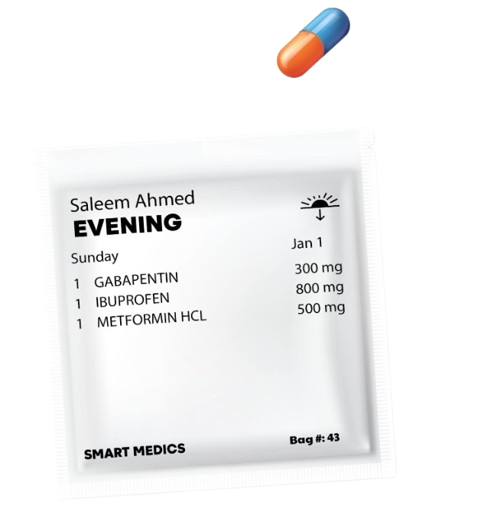 Saleem Ahmed
EVENING
Sunday Jan 1
1 GABAPENTIN 300 mg
1 IBUPROFEN 800 mg
1 METFORMIN HCL 500 mg
SMART MEDICS Bag #: 43